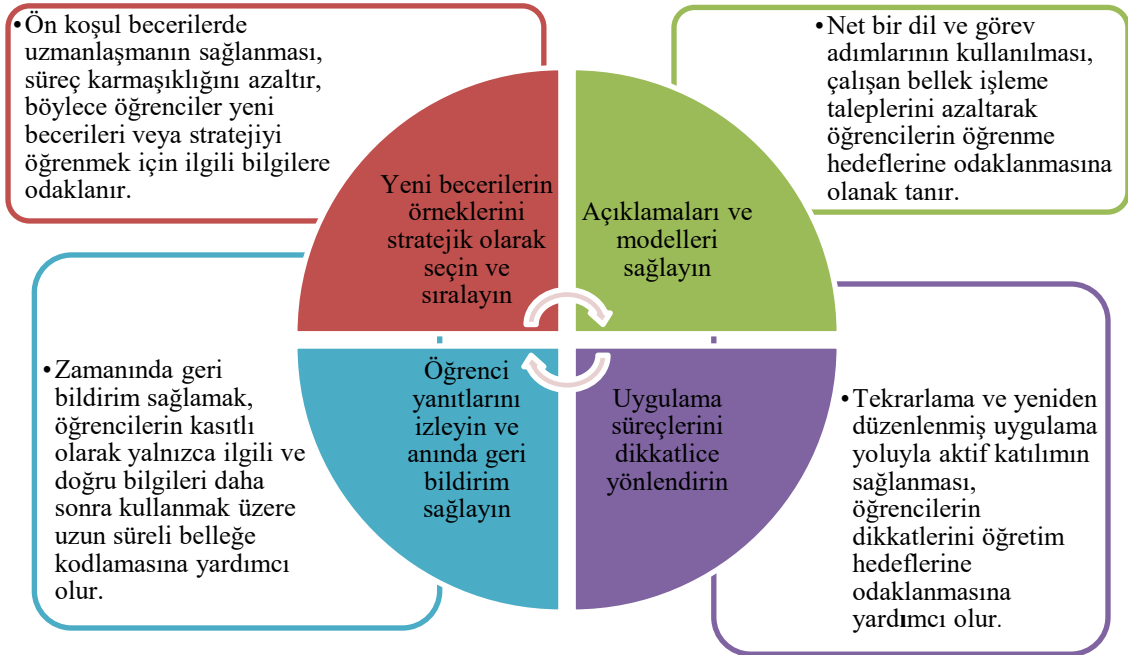 •Ön koşul becerilerde
uzmanlaşmanın sağlanması,
süreç karmaşıklığını azaltır,
böylece öğrenciler yeni
becerileri veya stratejiyi
öğrenmek için ilgili bilgilere
odaklanır.
Yeni becerilerin
örneklerini
stratejik olarak
seçin ve
sıralayın
Açıklamaları ve
modelleri
sağlayın
•Net bir dil ve görev
adımlarının kullanılması,
çalışan bellek işleme
taleplerini azaltarak
öğrencilerin öğrenme
hedeflerine odaklanmasına
olanak tanır.
•Zamanında geri
bildirim sağlamak,
öğrencilerin kasıtlı
olarak yalnızca ilgili ve
doğru bilgileri daha
sonra kullanmak üzere
uzun süreli belleğe
kodlamasına yardımcı
olur.
Öğrenci
yanıtlarını
izleyin ve
anında geri
bildirim
sağlayın
Uygulama
süreçlerini
dikkatlice
yönlendirin
•Tekrarlama ve yeniden
düzenlenmiş uygulama
yoluyla aktif katılımın
sağlanması,
öğrencilerin
dikkatlerini öğretim
hedeflerine
odaklanmasına
yardımcı olur.